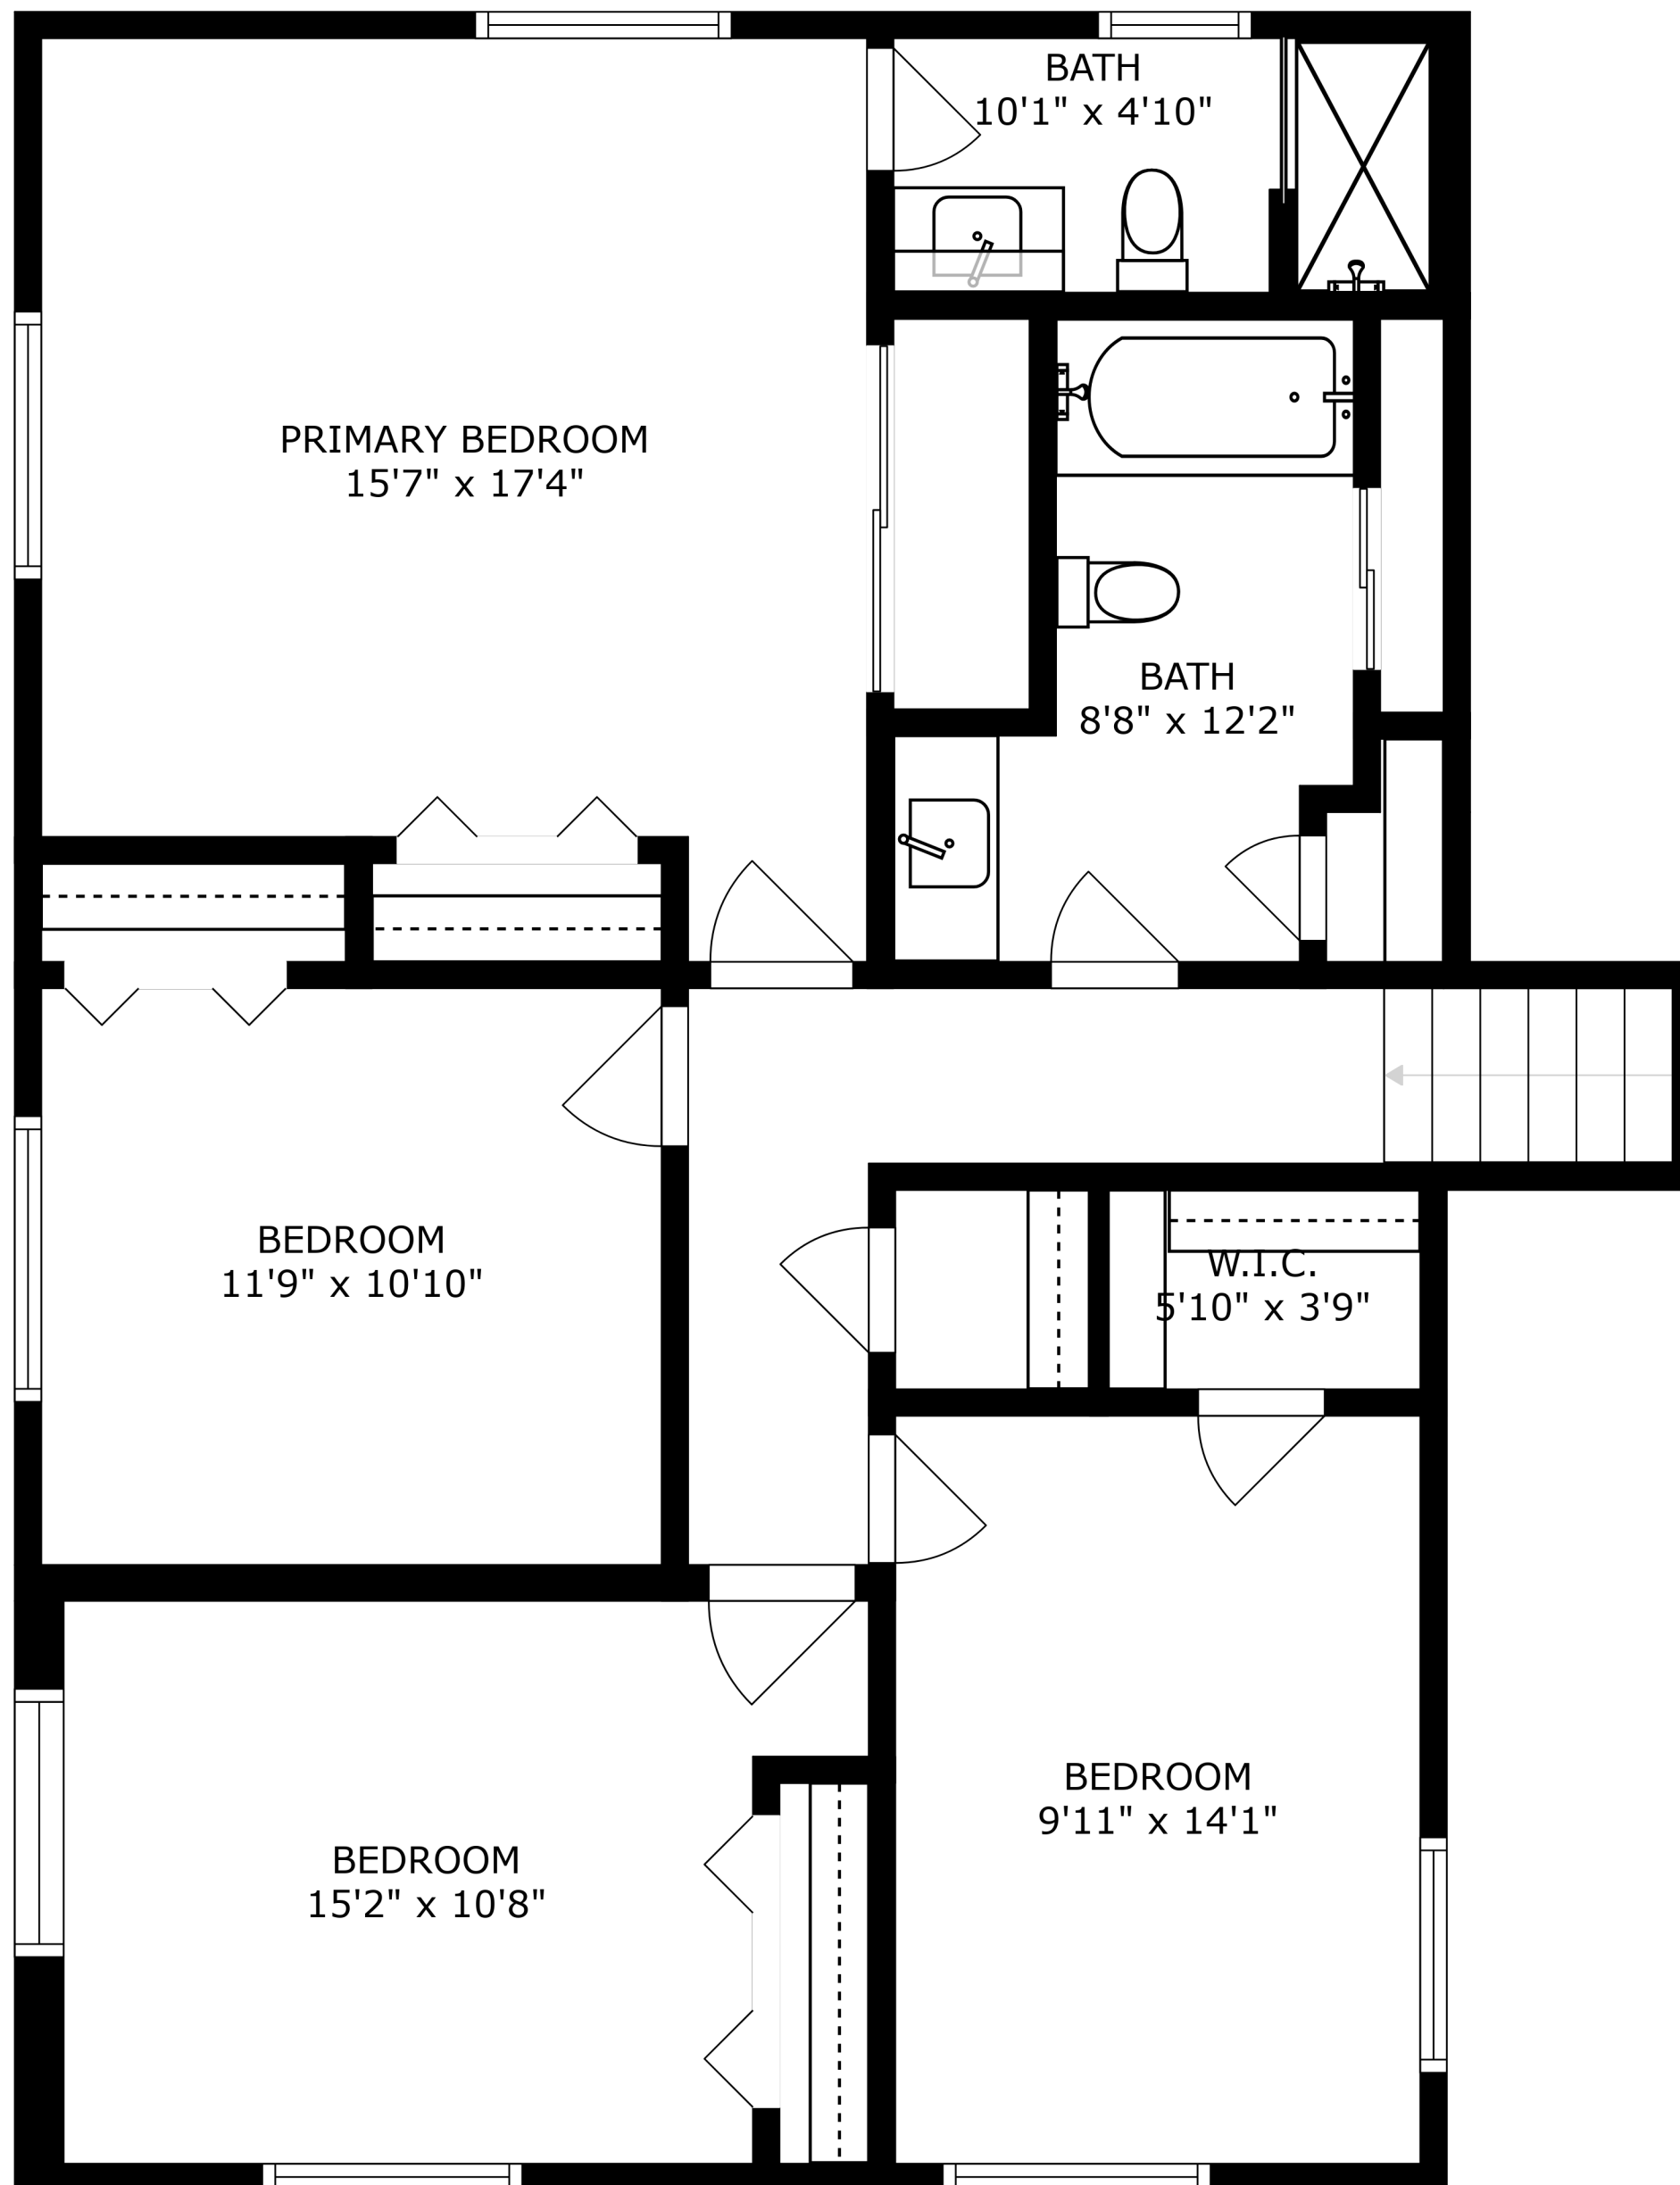 BATH
10'1" x 4'10"
PRIMARY BEDROOM
15'7" x 17'4"
BATH
8'8" x 12'2"
BEDROOM
11'9" x 10'10"
W.I.C.
5'10" x 3'9"
BEDROOM
9'11" x 14'1"
BEDROOM
15'2" x 10'8"